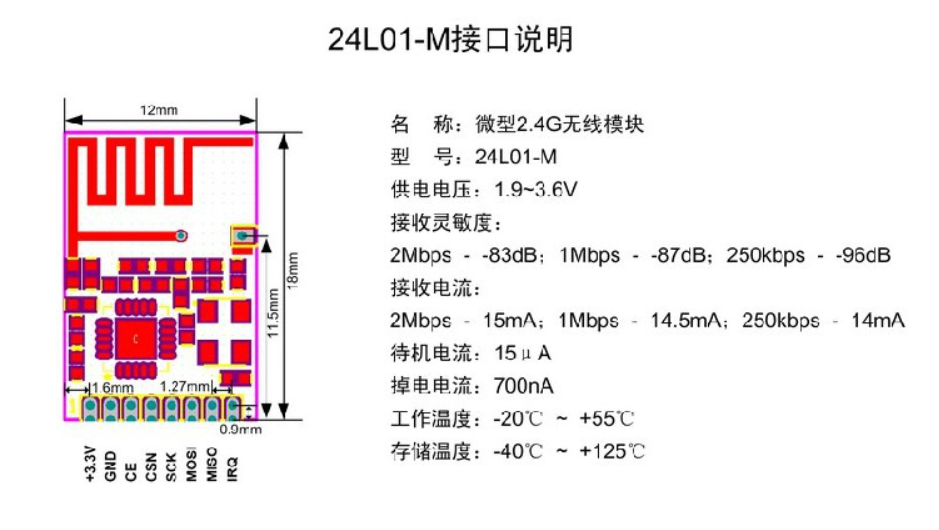 24L01-M接口说明
12mm
18mm
11.5mm
1.6mm
1.27mm
0.9mm
C
1
+3.3V
GND
CE
CSN
SCK
MOSI
MISO
IRQ
名 称：微型2.4G无线模块
型 号：24L01-M
供电电压：1.9~3.6V
接收灵敏度：
2Mbps - -83dB；1Mbps - -87dB；250kbps - -96dB
接收电流：
2Mbps - 15mA；1Mbps - 14.5mA；250kbps - 14mA
待机电流：15μA
掉电电流：700nA
工作温度：-20℃ ~ +55℃
存储温度：-40℃ ~ +125℃